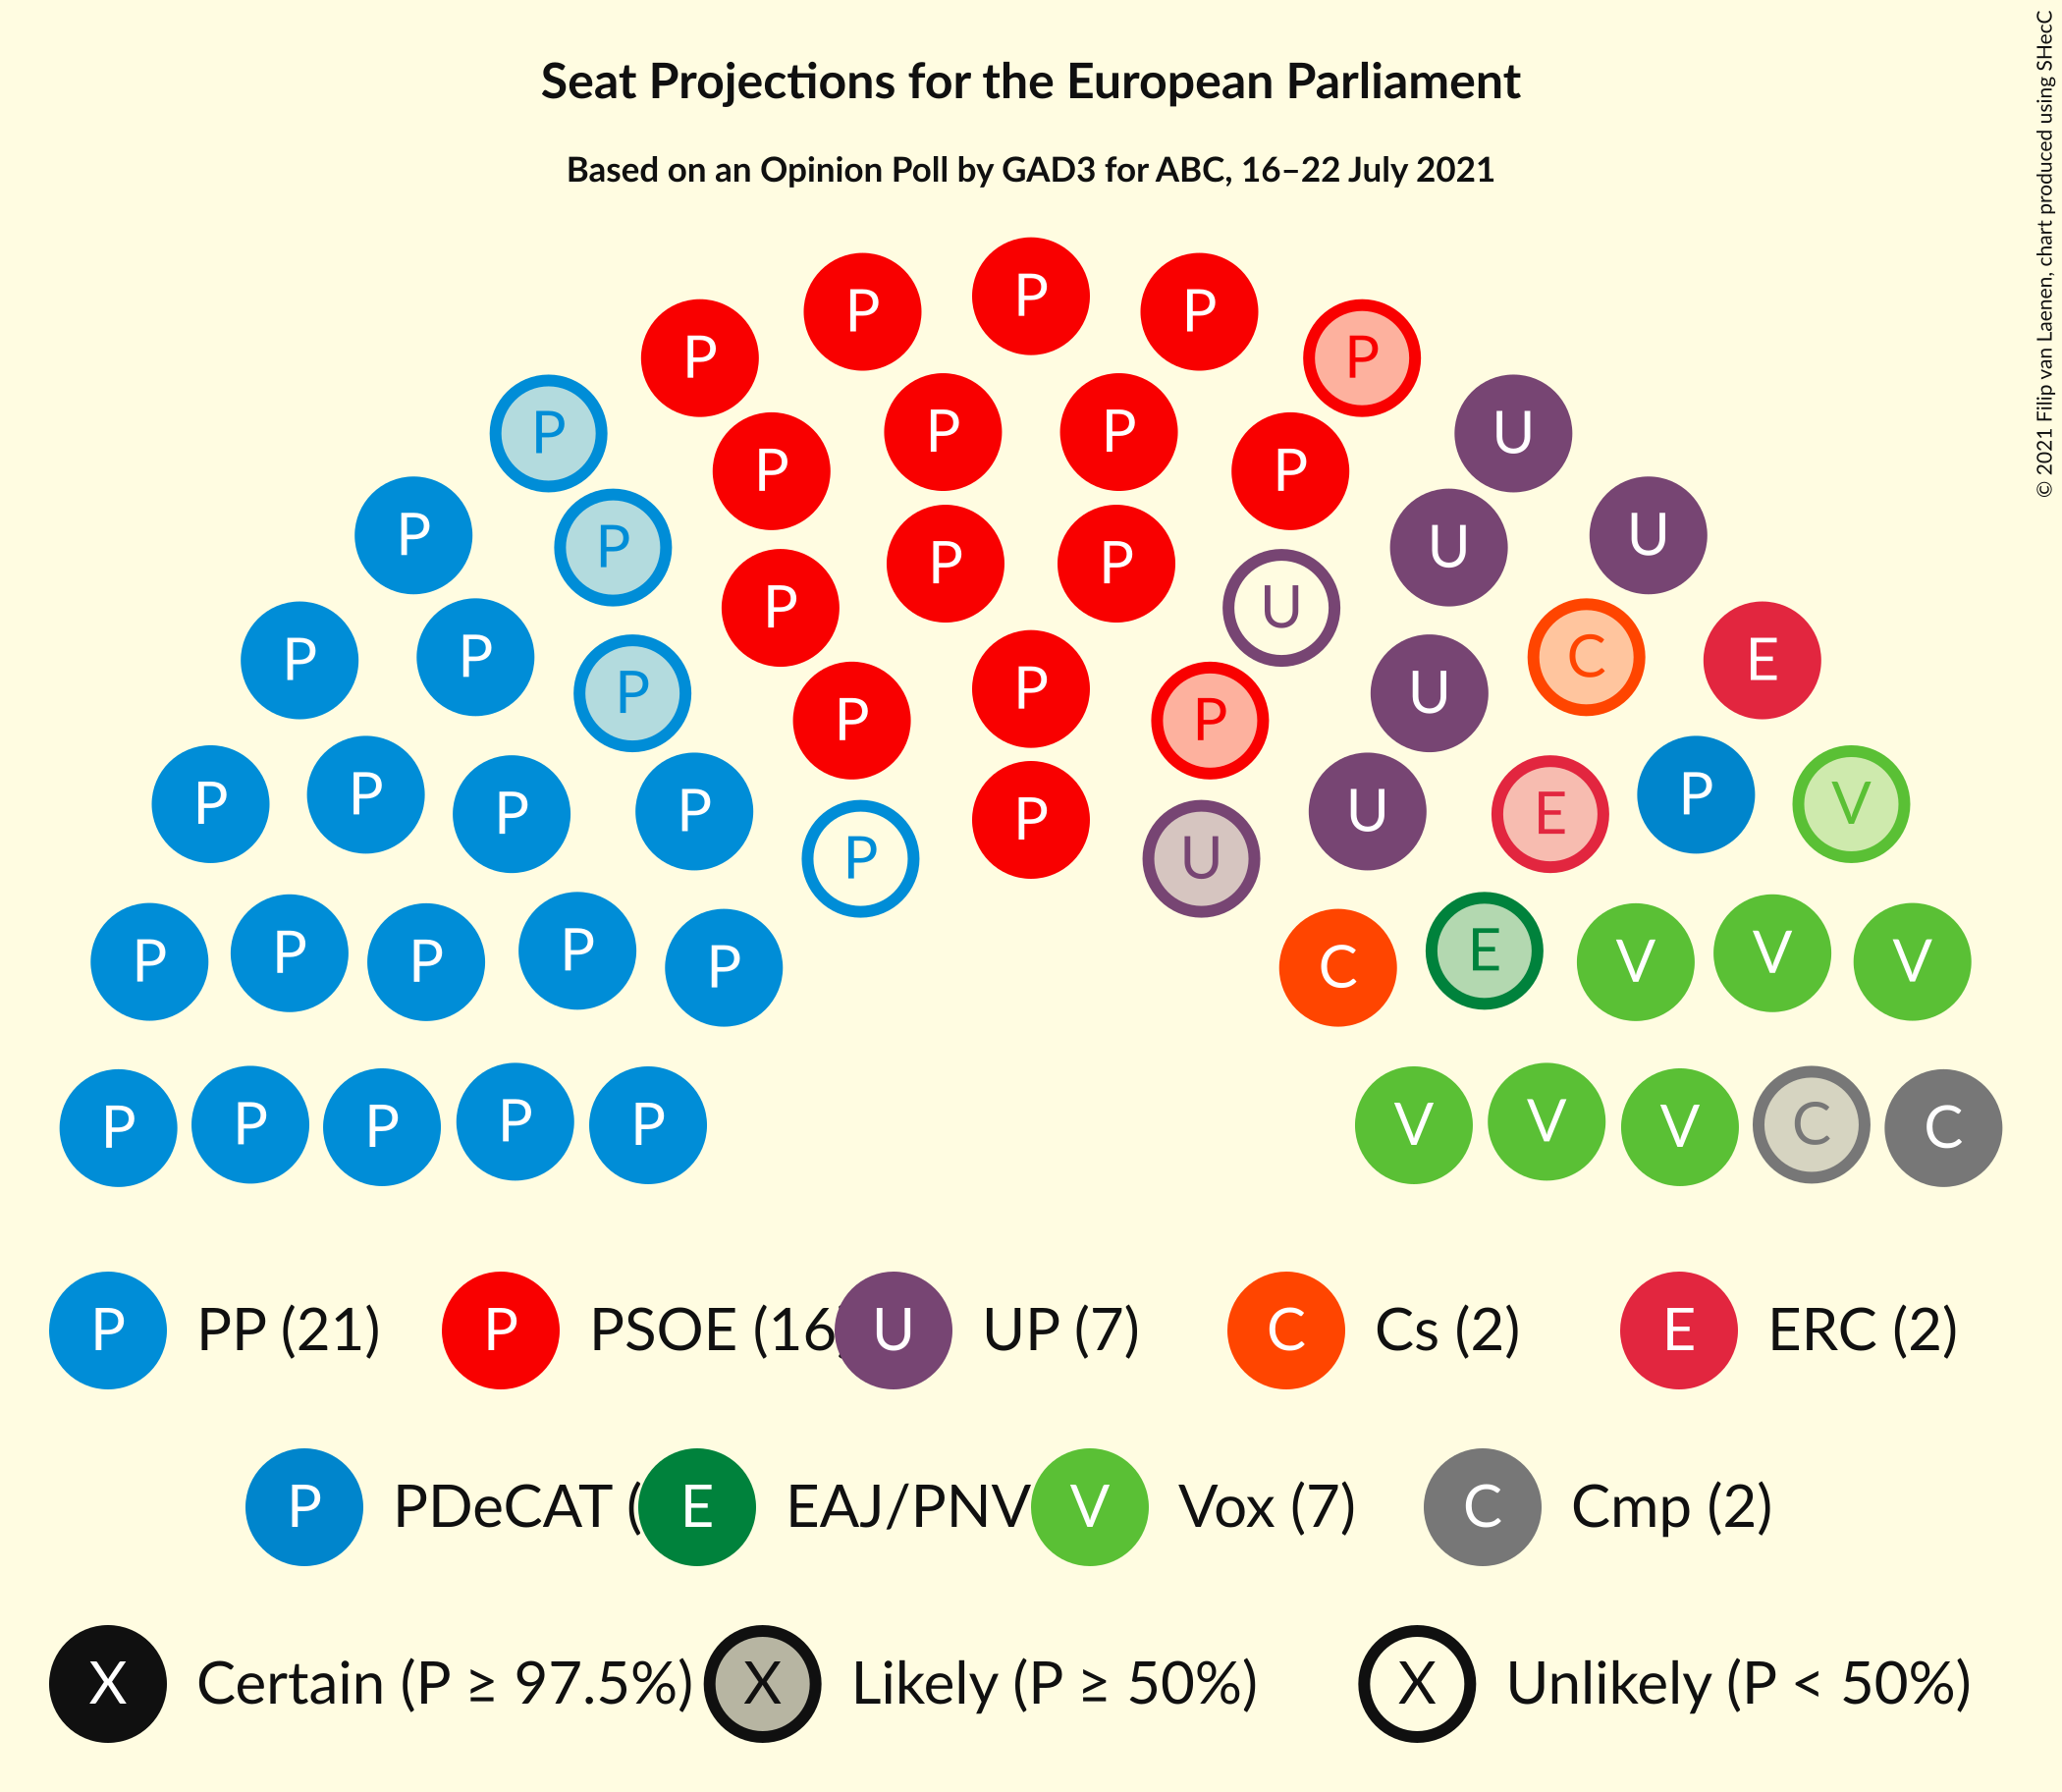 Seat Projections for the European Parliament
Based on an Opinion Poll by GAD3 for ABC, 16–22 July 2021
© 2021 Filip van Laenen, chart produced using SHecC
P P P P P
P P P P P U
P P P P U U
P U
P P C E
P P P P U
P P P P P U E P V
P U
P P P P P C E V V V
P P P P P V V V C C
P PP (21) P PSOE (16 U UP (7) C Cs (2) E ERC (2)
P PDeCAT ( E EAJ/PNV V Vox (7) C Cmp (2)
X Certain (P ≥ 97.5%) X Likely (P ≥ 50%) X Unlikely (P < 50%)